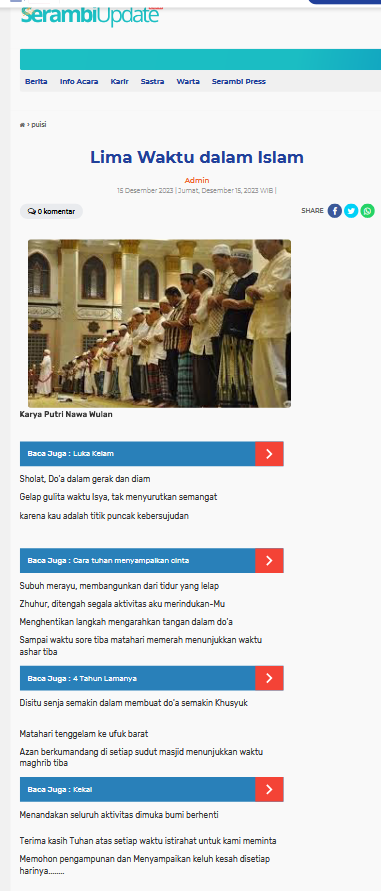 SerambiUpdate
Berita Info Acara Karir Sastra Warta Serambi Press
› puisi
Lima Waktu dalam Islam
Admin
15 Desember 2023 | Jumat, Desember 15, 2023 WIB |
0 komentar
SHARE
Karya Putri Nawa Wulan
Baca Juga : Luka Kelam
Sholat, Do'a dalam gerak dan diam
Gelap gulita waktu Isya, tak menyurutkan semangat
karena kau adalah titik puncak kebersujudan
Baca Juga : Cara tuhan menyampaikan cinta
Subuh merayu, membangunkan dari tidur yang lelap
Zhuhur, ditengah segala aktivitas aku merindukan-Mu
Menghentikan langkah mengarahkan tangan dalam do'a
Sampai waktu sore tiba matahari memerah menunjukkan waktu
ashar tiba
Baca Juga : 4 Tahun Lamanya
Disitu senja semakin dalam membuat do'a semakin Khusyuk
Matahari tenggelam ke ufuk barat
Azan berkumandang di setiap sudut masjid menunjukkan waktu
maghrib tiba
Baca Juga : Kekal
Menandakan seluruh aktivitas dimuka bumi berhenti
Terima kasih Tuhan atas setiap waktu istirahat untuk kami meminta
Memohon pengampunan dan Menyampaikan keluh kesah disetiap
harinya........